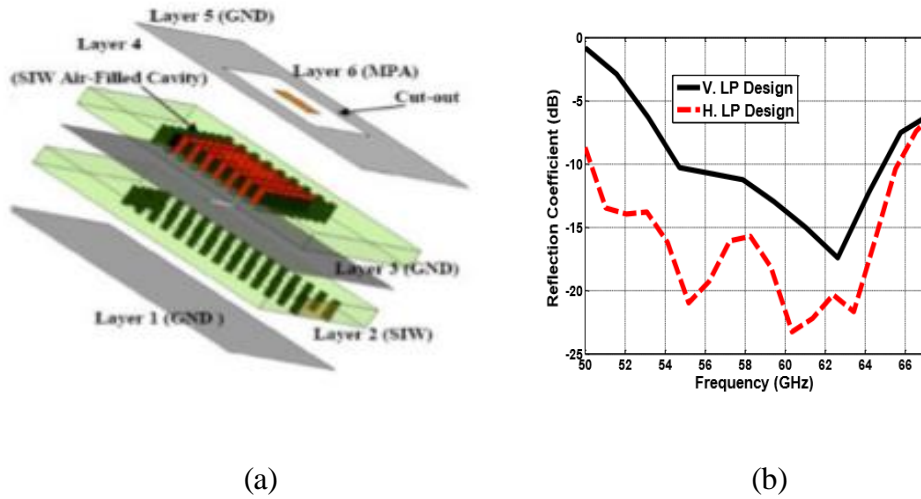 Layer 5 (GND)
Layer 4
(SIW Air-Filled Cavity)
Layer 6 (MPA)
Cut-out
Layer 3 (GND)
Layer 1 (GND )
Layer 2 (SIW)
(a)
Reflection Coefficient (dB)
0
-5
-10
-15
-20
-25
V. LP Design
H. LP Design
50 52 54 56 58 60 62 64 66
Frequency (GHz)
(b)